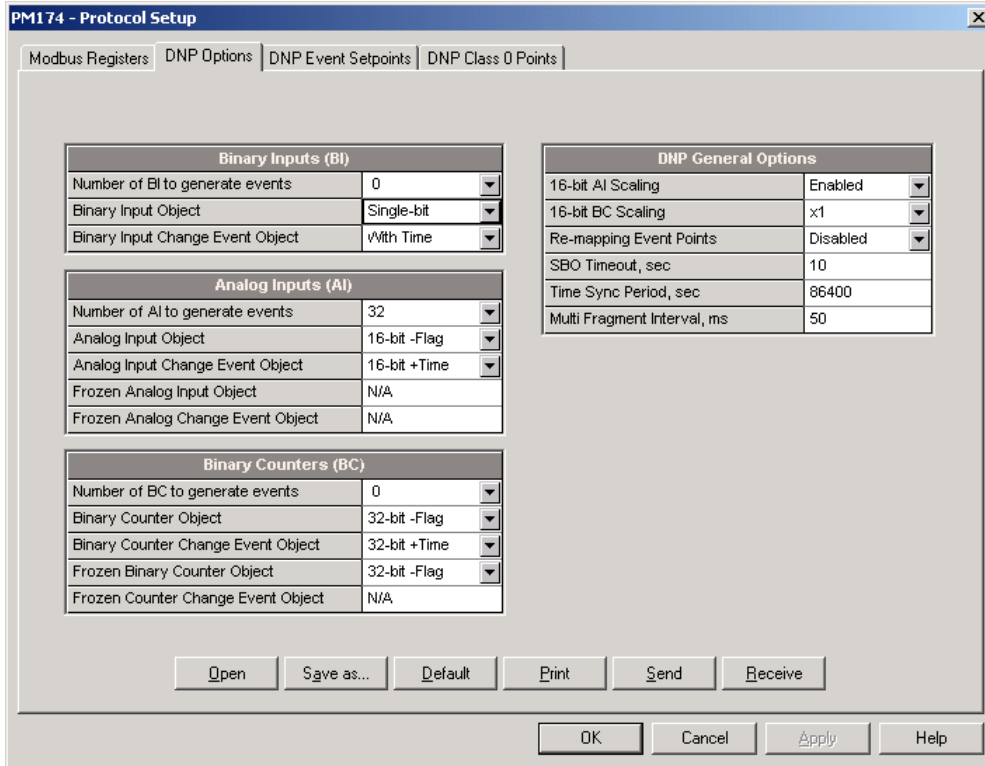 PM174 - Protocol Setup
Modbus Registers DNP Options DNP Event Setpoints DNP Class 0 Points
Binary Inputs (BI)
Number of BI to generate events 0
Binary Input Object Single-bit
Binary Input Change Event Object With Time
Analog Inputs (AI)
Number of AI to generate events 32
Analog Input Object 16-bit -Flag
Analog Input Change Event Object 16-bit +Time
Frozen Analog Input Object N/A
Frozen Analog Change Event Object N/A
Binary Counters (BC)
Number of BC to generate events 0
Binary Counter Object 32-bit -Flag
Binary Counter Change Event Object 32-bit +Time
Frozen Binary Counter Object 32-bit -Flag
Frozen Counter Change Event Object N/A
DNP General Options
16-bit AI Scaling Enabled
16-bit BC Scaling x1
Re-mapping Event Points Disabled
SBO Timeout, sec 10
Time Sync Period, sec 86400
Multi Fragment Interval, ms 50
Open Save as... Default Print Send Receive
OK Cancel Apply Help